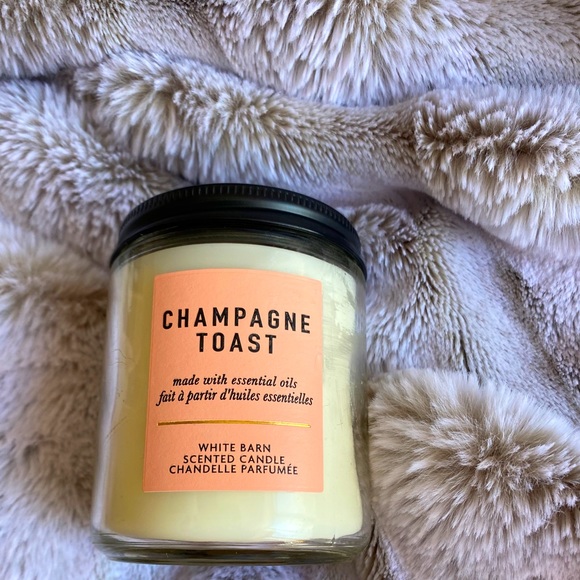 CHAMPAGNE
TOAST
made with essential oils
fait à partir d'huiles essentielles
WHITE BARN
SCENTED CANDLE
CHANDELLE PARFUMÉE